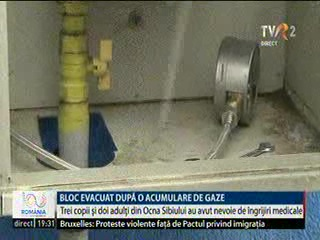 TVR2
DIRECT
BLOC EVACUAT DUPĂ O ACUMULARE DE GAZE
Trei copii și doi adulți din Ocna Sibiului au avut nevoie de îngrijiri medicale
ROMÂNIA
direct 19:31 Bruxelles: Proteste violente față de Pactul privind imigrația